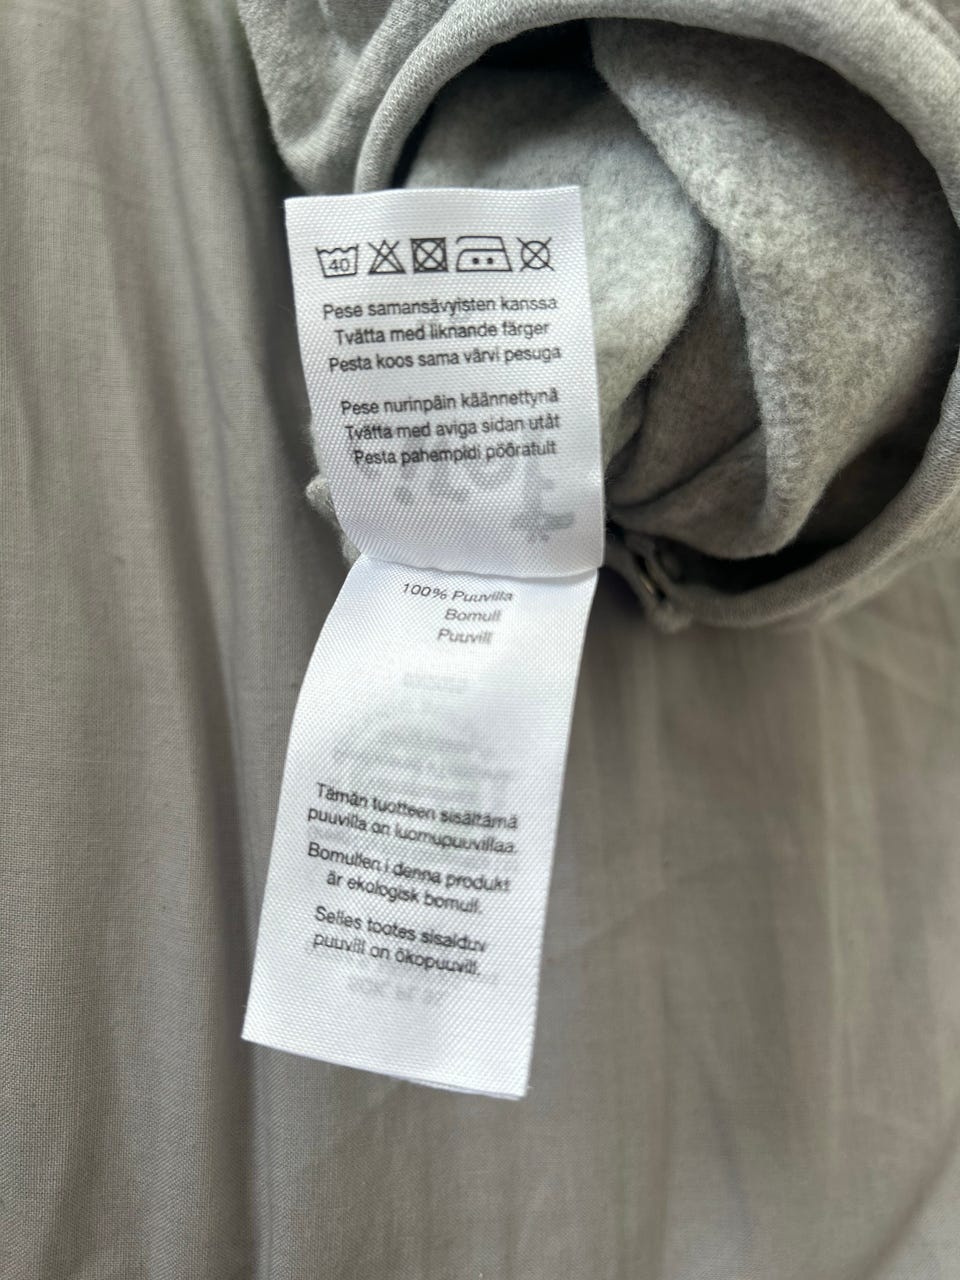 40
Pese samansävyisten kanssa
Tvätta med liknande färger
Pesta koos sama värvi pesuga
Pese nurinpäin käännettynä
Tvätta med aviga sidan utåt
Pesta pahempidi pööratult
100% Puuvilla
Bomull
Puuvill
Tämän tuotteen sisältämä
puuvilla on luomupuuvillaa.
Bomullen i denna produkt
är ekologisk bomull.
Selles tootes sisalduv
puuvill on ökopuuvill.